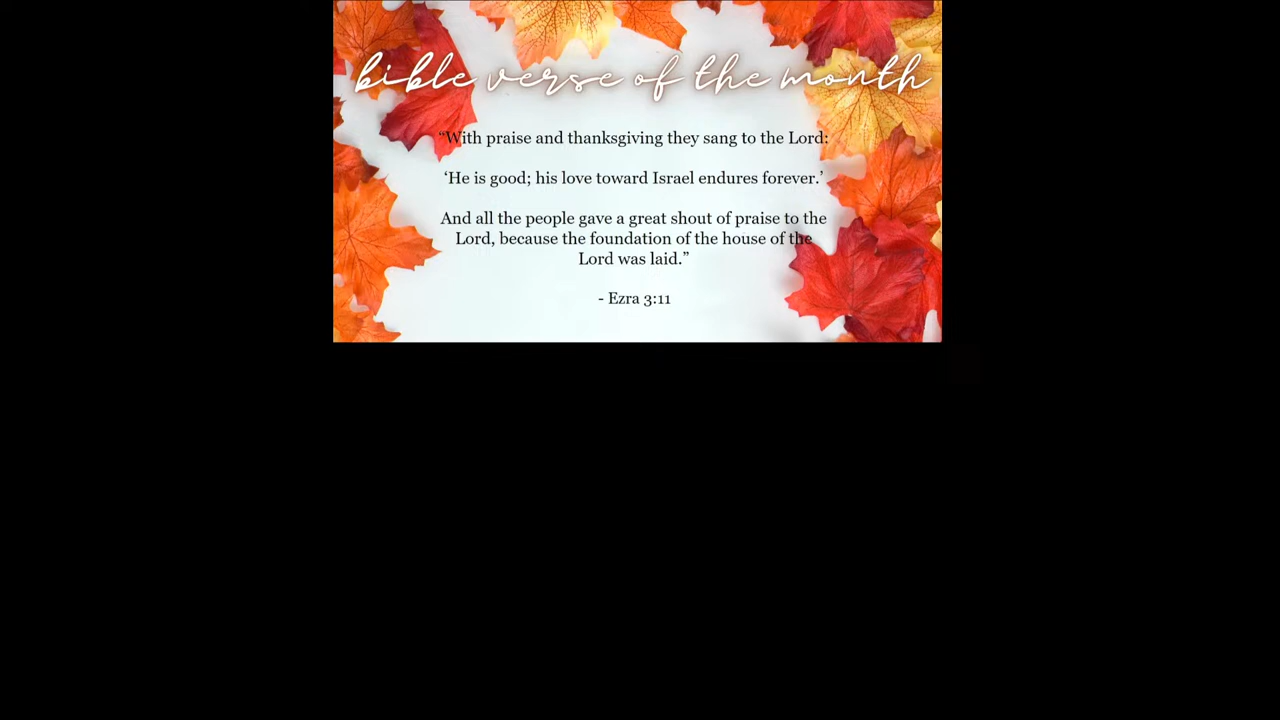 bible verse of the month
“With praise and thanksgiving they sang to the Lord:
‘He is good; his love toward Israel endures forever.’
And all the people gave a great shout of praise to the
Lord, because the foundation of the house of the
Lord was laid.”
- Ezra 3:11